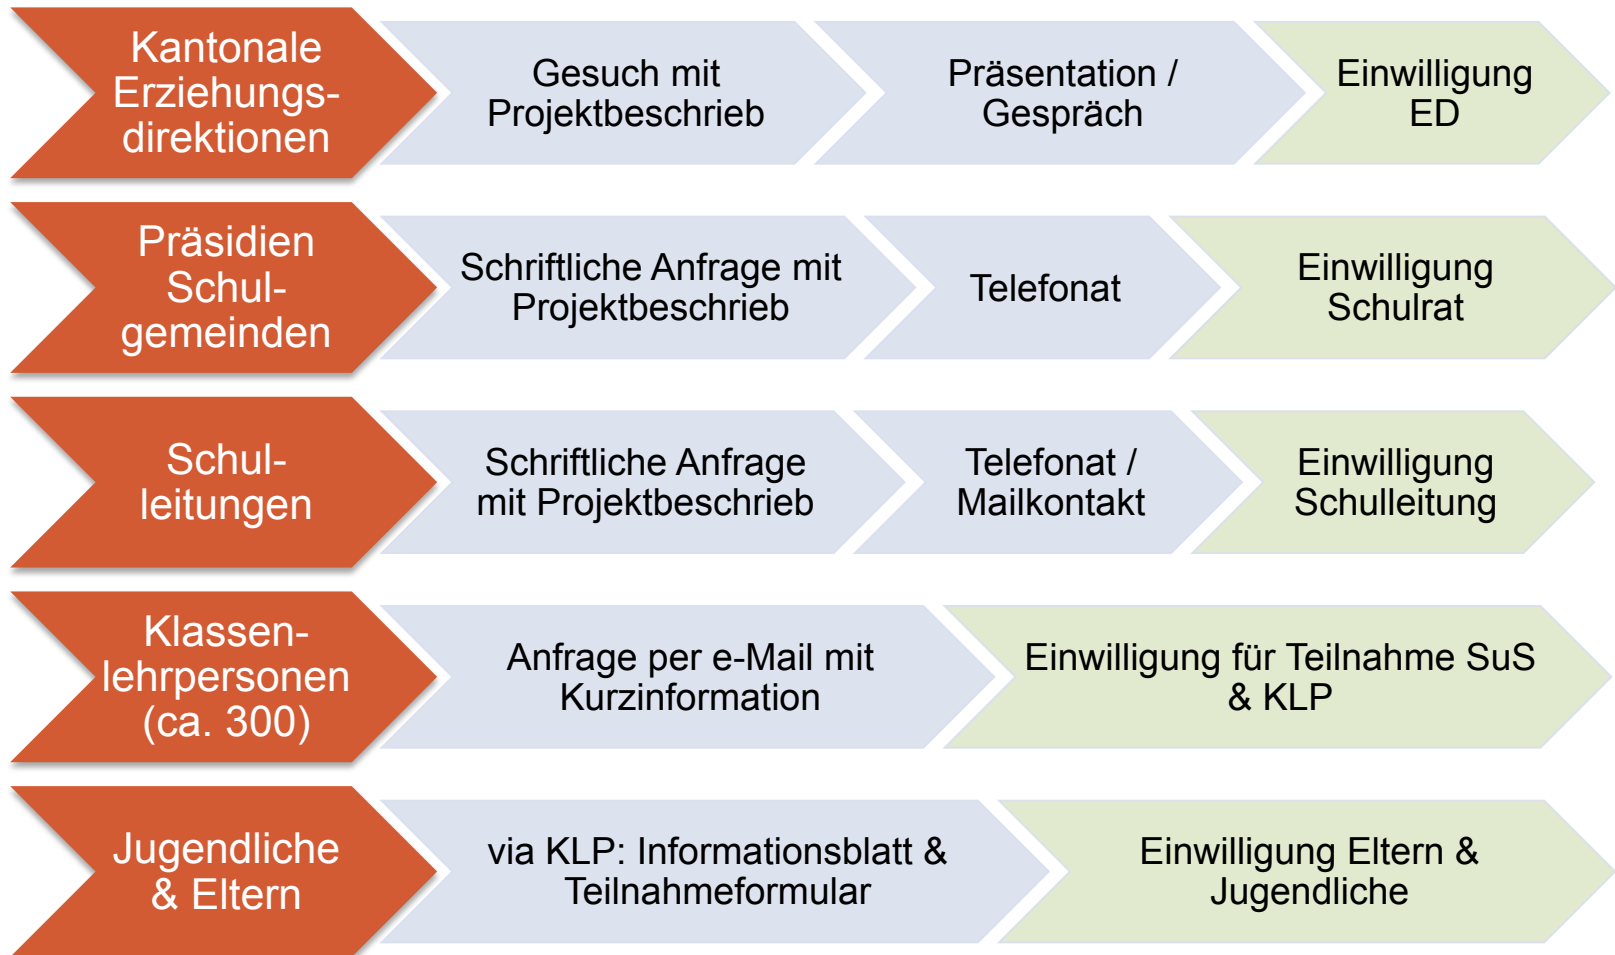 Kantonale
Erziehungs-
direktionen
Gesuch mit
Projektbeschrieb
Präsentation /
Gespräch
Einwilligung
ED
Präsidien
Schul-
gemeinden
Schriftliche Anfrage mit
Projektbeschrieb
Telefonat
Einwilligung
Schulrat
Schul-
leitungen
Schriftliche Anfrage
mit Projektbeschrieb
Telefonat /
Mailkontakt
Einwilligung
Schulleitung
Klassen-
lehrpersonen
(ca. 300)
Anfrage per e-Mail mit
Kurzinformation
Einwilligung für Teilnahme SuS
& KLP
Jugendliche
& Eltern
via KLP: Informationsblatt &
Teilnahmeformular
Einwilligung Eltern &
Jugendliche